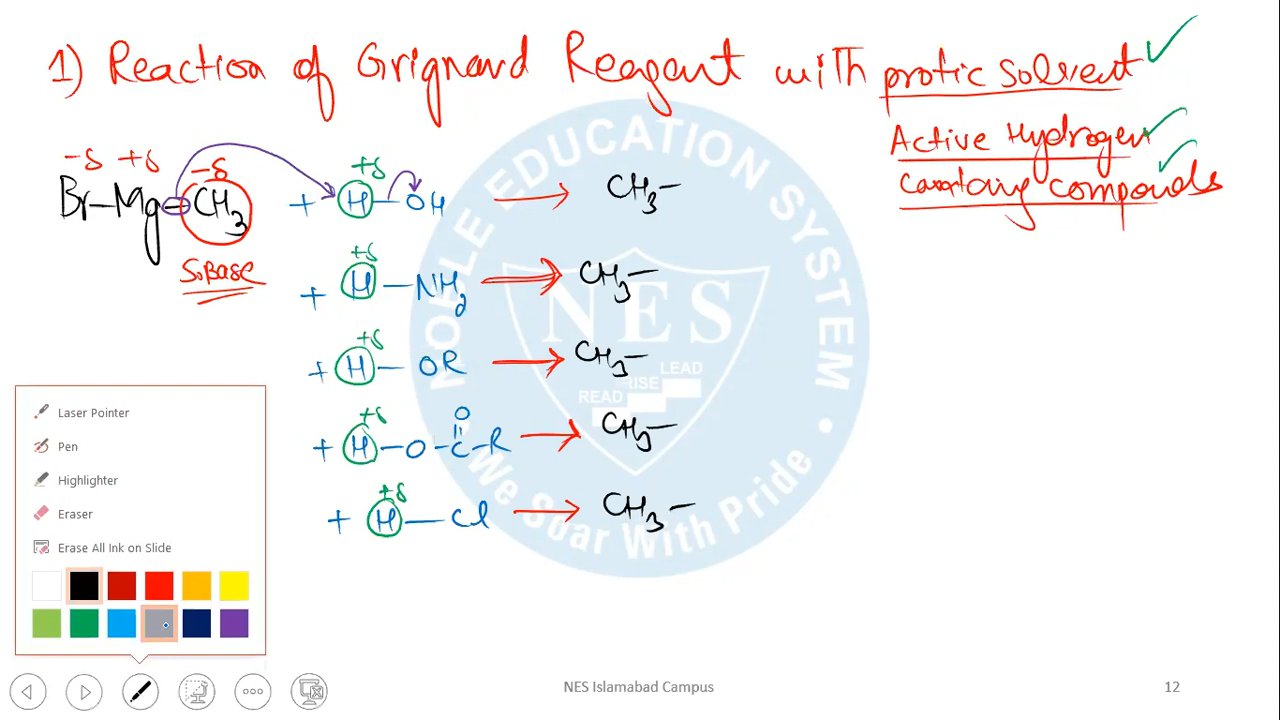 1) Reaction of Grignard Reagent with protic solvent
Active Hydrogen
Containing compounds
-δ +δ -δ
Br-Mg-CH3 + H-OH → CH3-
+δ
S.Base
+δ
+ H-NH2 → CH3-
+δ
+ H-OR → CH3-
+δ
O
+ H-O-C-R → CH3-
+δ
+ H-Cl → CH3-
NOBLE EDUCATION SYSTEM
NES
LEAD
RISE
READ
We Soar With Pride
Laser Pointer
Pen
Highlighter
Eraser
Erase All Ink on Slide
NES Islamabad Campus
12